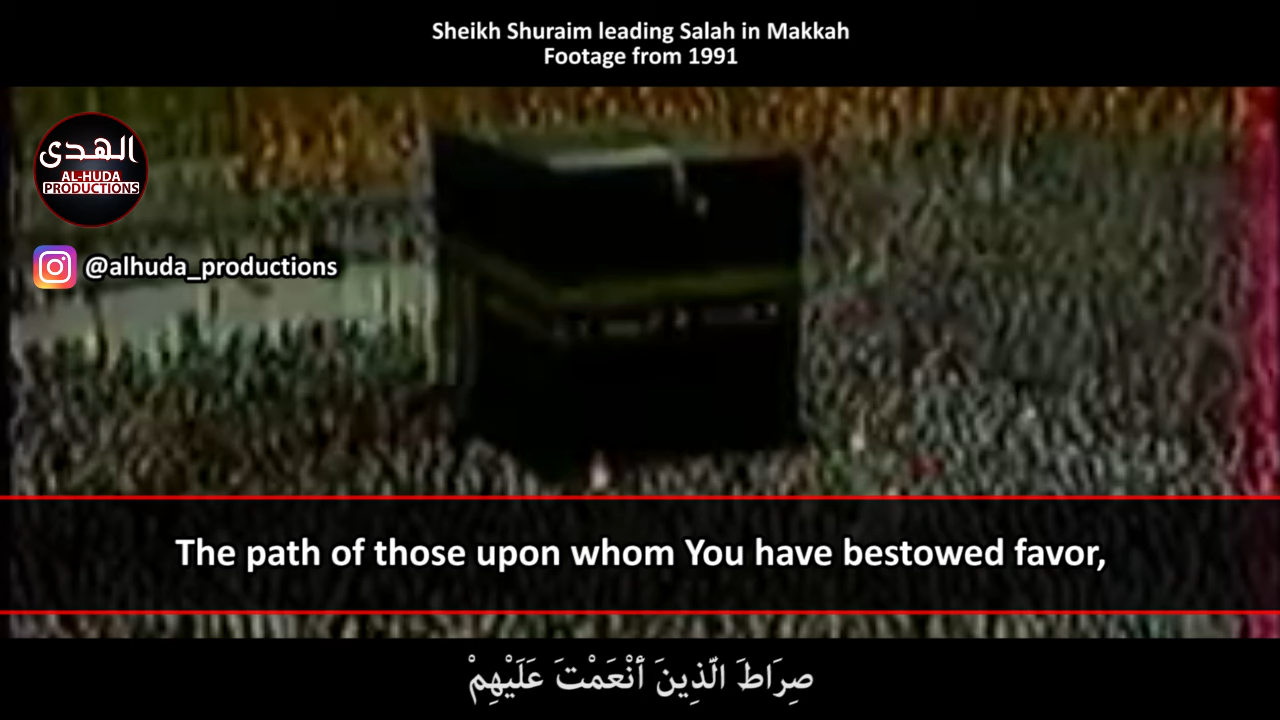 Sheikh Shuraim leading Salah in Makkah
Footage from 1991
الهدى
AL-HUDA
PRODUCTIONS
@alhuda_productions
The path of those upon whom You have bestowed favor,
صِرَاطَ الَّذِينَ أَنْعَمْتَ عَلَيْهِمْ